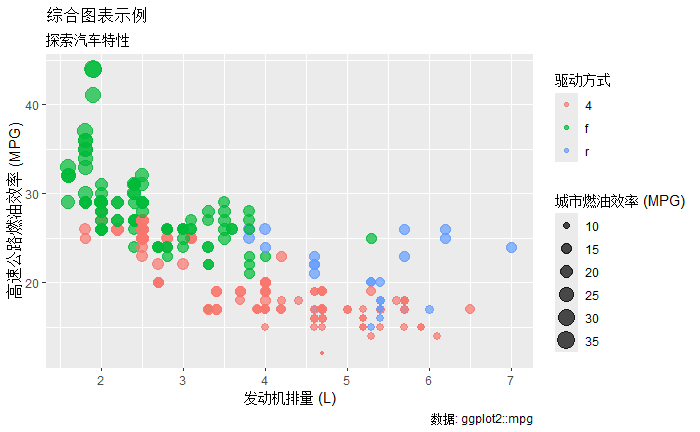 综合图表示例
探索汽车特性
高速公路燃油效率 (MPG)
40
30
20
2
3
4
5
6
7
发动机排量 (L)
数据: ggplot2::mpg
驱动方式
4
f
r
城市燃油效率 (MPG)
10
15
20
25
30
35